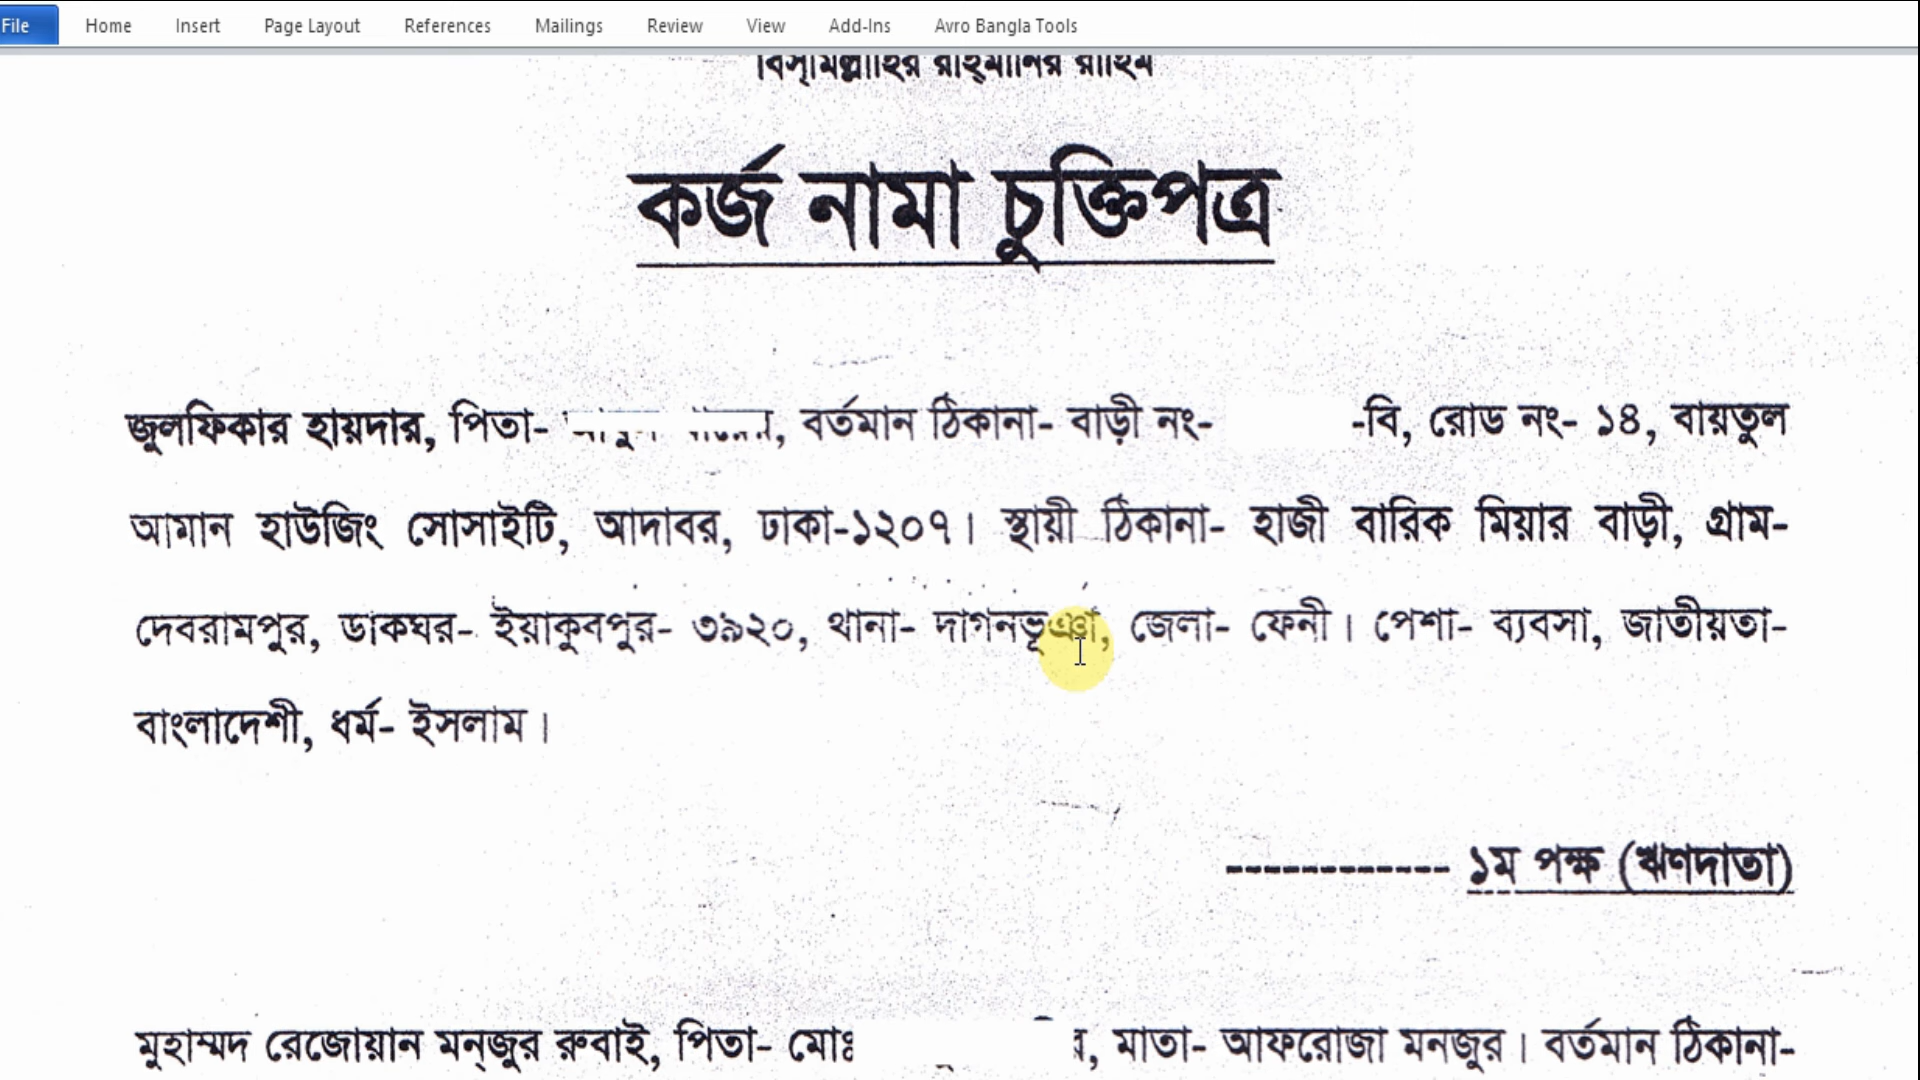 File Home Insert Page Layout References Mailings Review View Add-Ins Avro Bangla Tools
বিস্‌মিল্লাহির রাহ্‌মানির রাহিম
কর্জ নামা চুক্তিপত্র
জুলফিকার হায়দার, পিতা- , বর্তমান ঠিকানা- বাড়ী নং- -বি, রোড নং- ১৪, বায়তুল
আমান হাউজিং সোসাইটি, আদাবর, ঢাকা-১২০৭। স্থায়ী ঠিকানা- হাজী বারিক মিয়ার বাড়ী, গ্রাম-
দেবরামপুর, ডাকঘর- ইয়াকুবপুর- ৩৯২০, থানা- দাগনভূঞা, জেলা- ফেনী। পেশা- ব্যবসা, জাতীয়তা-
বাংলাদেশী, ধর্ম- ইসলাম।
------------ ১ম পক্ষ (ঋণদাতা)
মুহাম্মদ রেজোয়ান মন্‌জুর রুবাই, পিতা- মোঃ , মাতা- আফরোজা মনজুর। বর্তমান ঠিকানা-